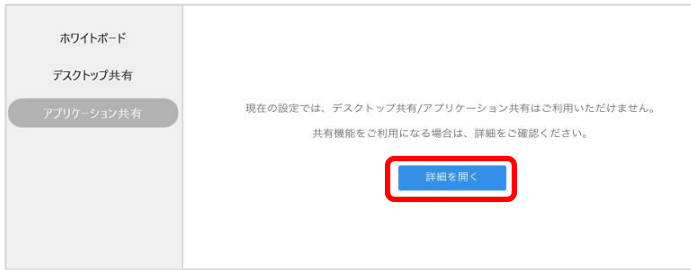 ホワイトボード
デスクトップ共有
アプリケーション共有
現在の設定では、デスクトップ共有/アプリケーション共有はご利用いただけません。
共有機能をご利用になる場合は、詳細をご確認ください。
詳細を開く